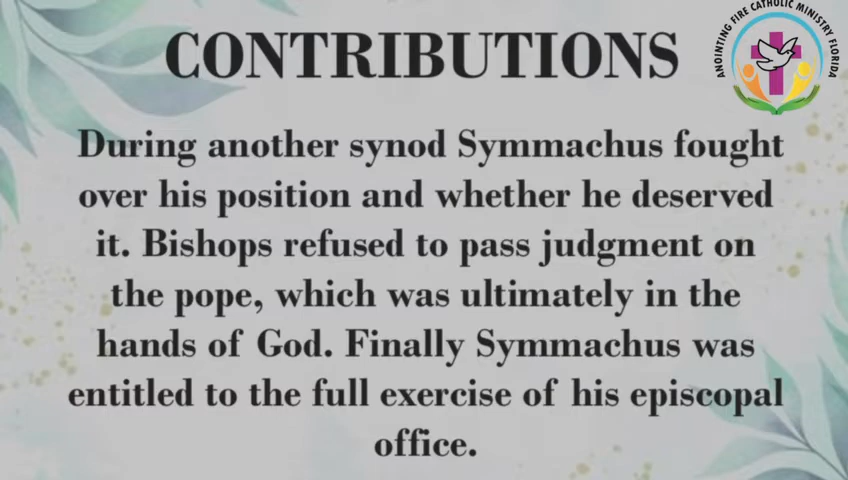 CONTRIBUTIONS
ANOINTING FIRE CATHOLIC MINISTRY FLORIDA
During another synod Symmachus fought
over his position and whether he deserved
it. Bishops refused to pass judgment on
the pope, which was ultimately in the
hands of God. Finally Symmachus was
entitled to the full exercise of his episcopal
office.